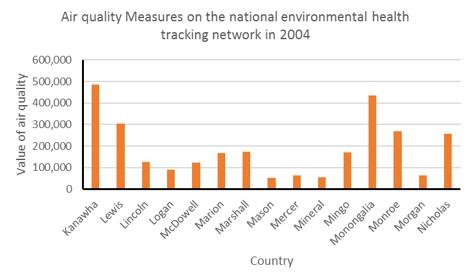 Air quality Measures on the national environmental health
tracking network in 2004
Value of air quality
600,000
500,000
400,000
300,000
200,000
100,000
0
Kanawha
Lewis
Lincoln
Logan
McDowell
Marion
Marshall
Mason
Mercer
Mineral
Mingo
Monongalia
Monroe
Morgan
Nicholas
Country